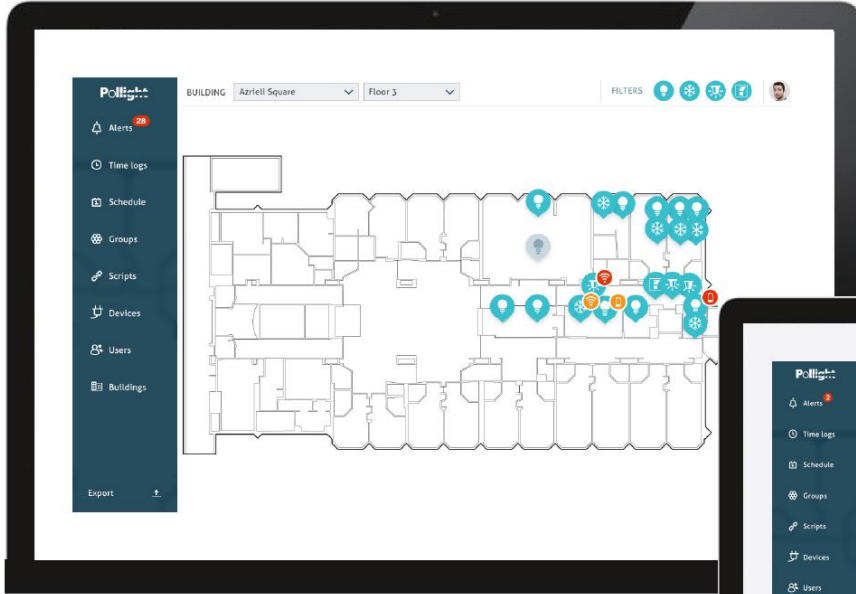 Pollight
BUILDING Azrieli Square Floor 3 FILTERS
Alerts 28
Time logs
Schedule
Groups
Scripts
Devices
Users
Buildings
Export
Pollight
Alerts 2
Time logs
Schedule
Groups
Scripts
Devices
Users